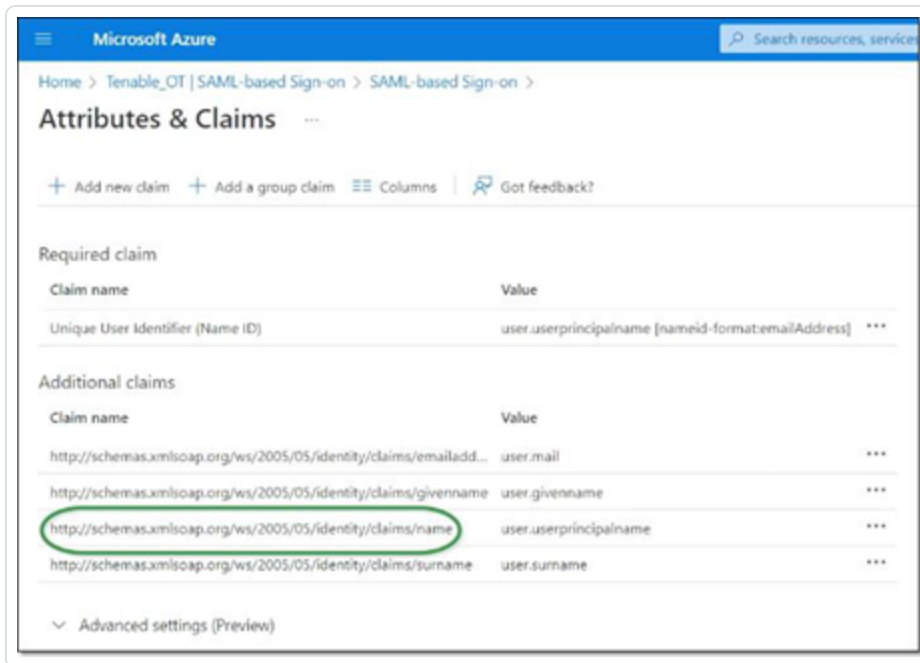 Microsoft Azure
Search resources, services
Home > Tenable_OT | SAML-based Sign-on > SAML-based Sign-on >
Attributes & Claims ...
+ Add new claim + Add a group claim Columns Got feedback?
Required claim
Claim name Value
Unique User Identifier (Name ID) user.userprincipalname [nameid-format:emailAddress] ...
Additional claims
Claim name Value
http://schemas.xmlsoap.org/ws/2005/05/identity/claims/emailadd... user.mail ...
http://schemas.xmlsoap.org/ws/2005/05/identity/claims/givenname user.givenname ...
http://schemas.xmlsoap.org/ws/2005/05/identity/claims/name user.userprincipalname ...
http://schemas.xmlsoap.org/ws/2005/05/identity/claims/surname user.surname ...
Advanced settings (Preview)